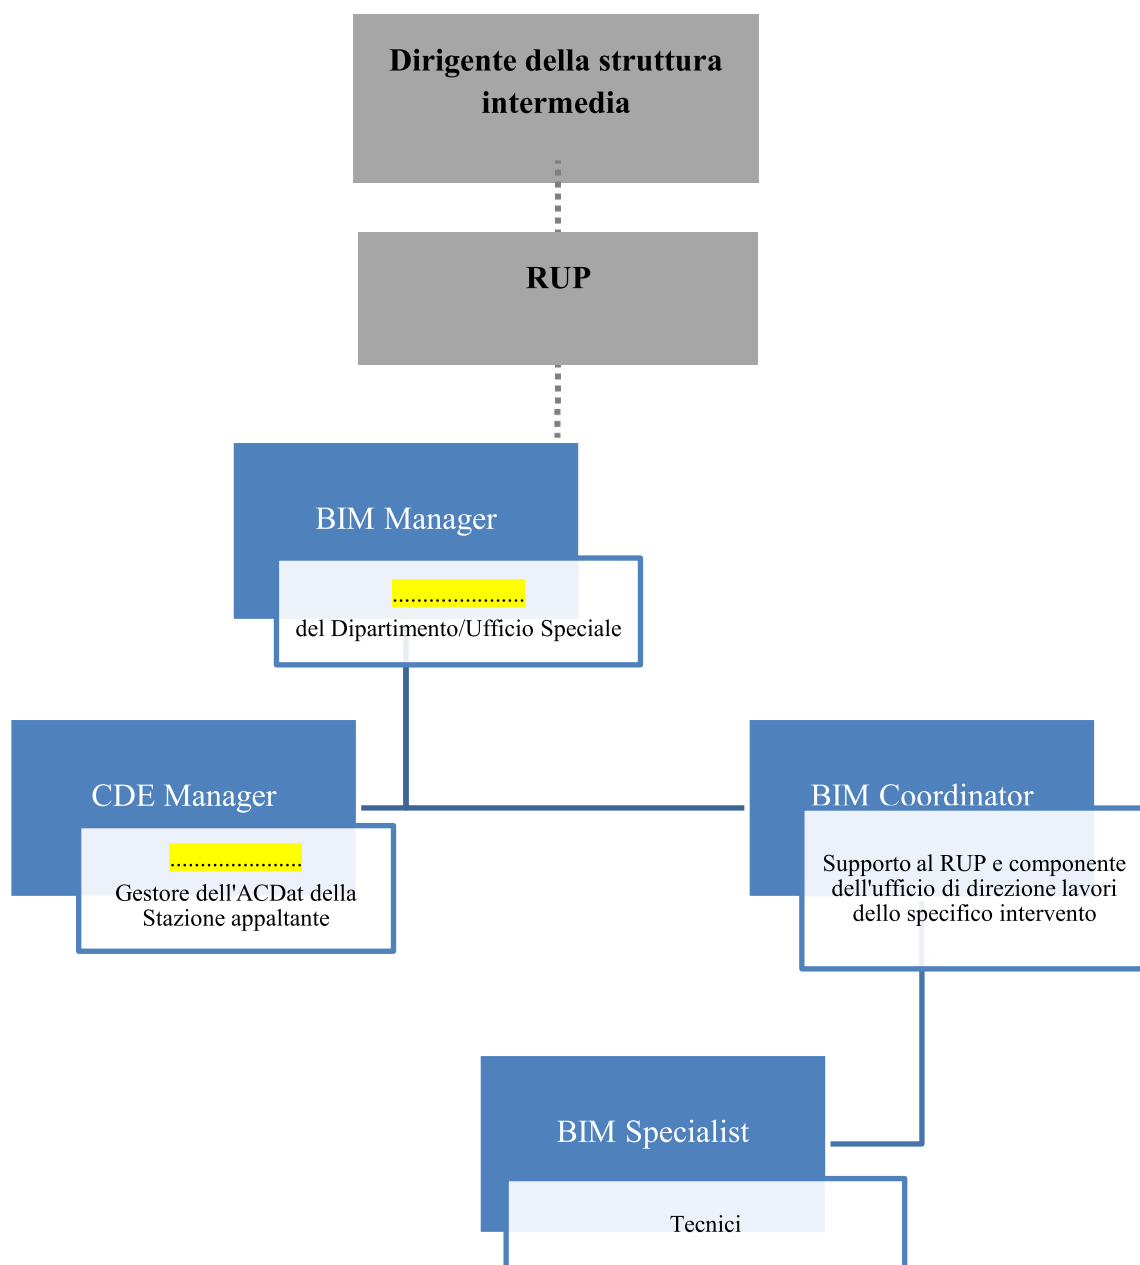 Dirigente della struttura
intermedia
RUP
BIM Manager
......................
del Dipartimento/Ufficio Speciale
CDE Manager
BIM Coordinator
......................
Gestore dell'ACDat della
Stazione appaltante
Supporto al RUP e componente
dell'ufficio di direzione lavori
dello specifico intervento
BIM Specialist
Tecnici